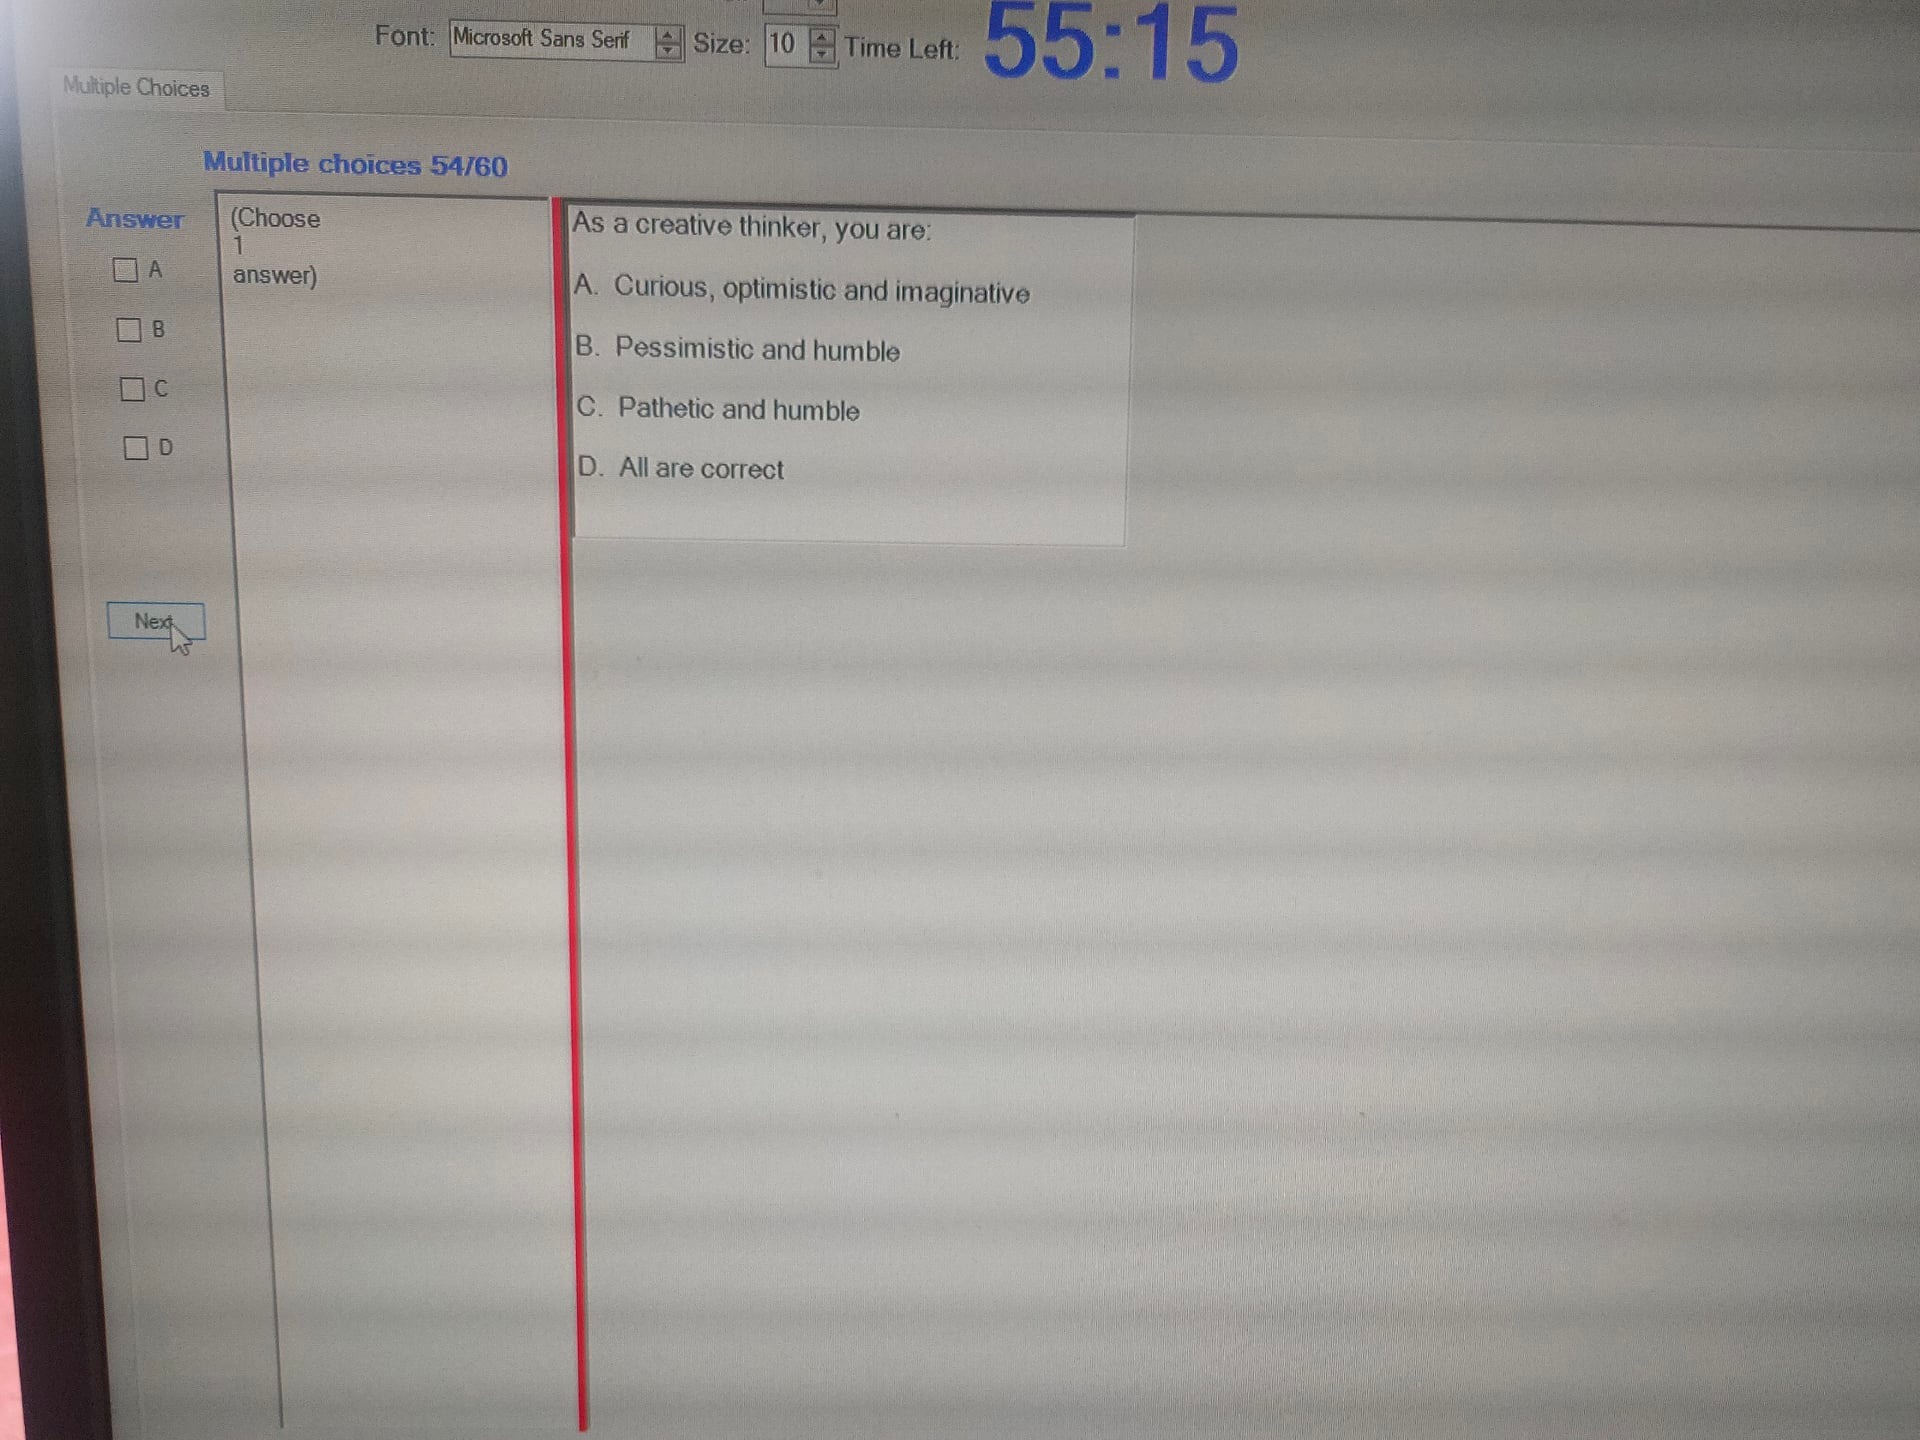 Font: Microsoft Sans Serif Size: 10 Time Left: 55:15
Multiple Choices
Multiple choices 54/60
Answer
A
B
C
D
Next
(Choose
1
answer)
As a creative thinker, you are:
A. Curious, optimistic and imaginative
B. Pessimistic and humble
C. Pathetic and humble
D. All are correct